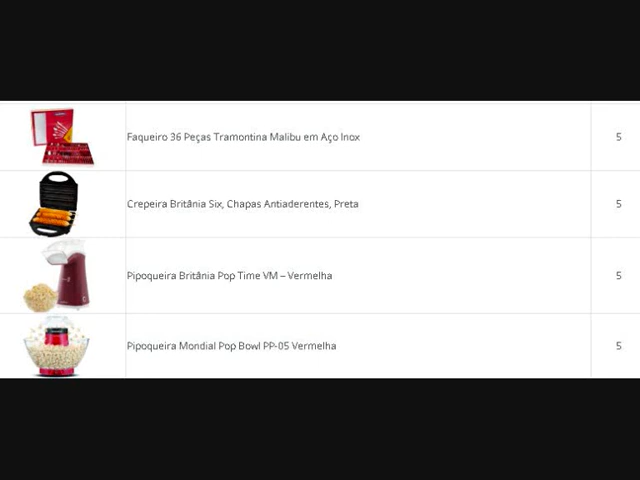 Faqueiro 36 Peças Tramontina Malibu em Aço Inox 5
Crepeira Britânia Six, Chapas Antiaderentes, Preta 5
Pipoqueira Britânia Pop Time VM – Vermelha 5
Pipoqueira Mondial Pop Bowl PP-05 Vermelha 5